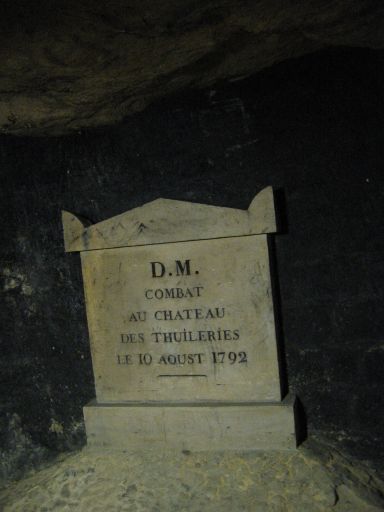 D.M.
COMBAT
AU CHATEAU
DES THUILERIES
LE 10 AOUST 1792